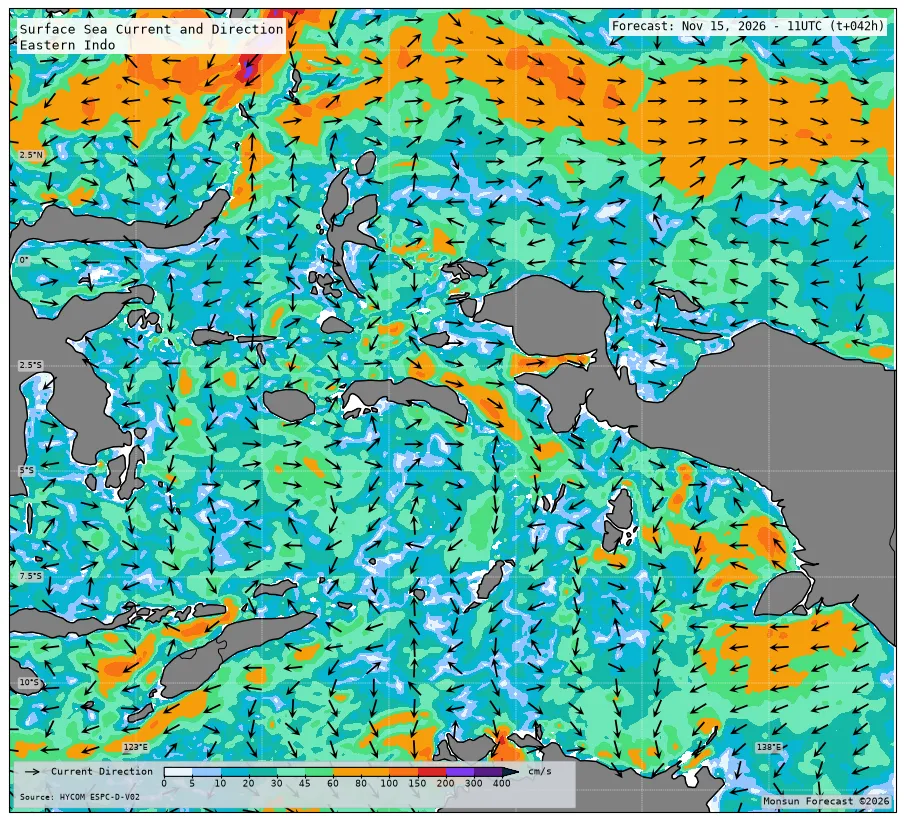 Surface Sea Current and Direction
Eastern Indo
Forecast: Nov 15, 2026 - 11UTC (t+042h)
2.5°N
0°
2.5°S
5°S
7.5°S
10°S
123°E
138°E
Current Direction
0 5 10 20 30 45 60 80 100 150 200 300 400
cm/s
Source: HYCOM ESPC-D-V02
Monsun Forecast ©2026